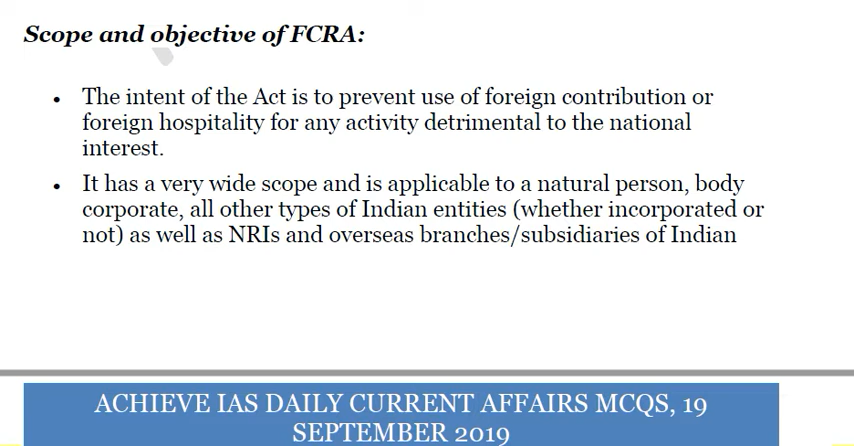 Scope and objective of FCRA:
• The intent of the Act is to prevent use of foreign contribution or
foreign hospitality for any activity detrimental to the national
interest.
• It has a very wide scope and is applicable to a natural person, body
corporate, all other types of Indian entities (whether incorporated or
not) as well as NRIs and overseas branches/subsidiaries of Indian
ACHIEVE IAS DAILY CURRENT AFFAIRS MCQS, 19
SEPTEMBER 2019